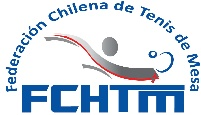 Federación Chilena de Tenis de Mesa
FCHTM